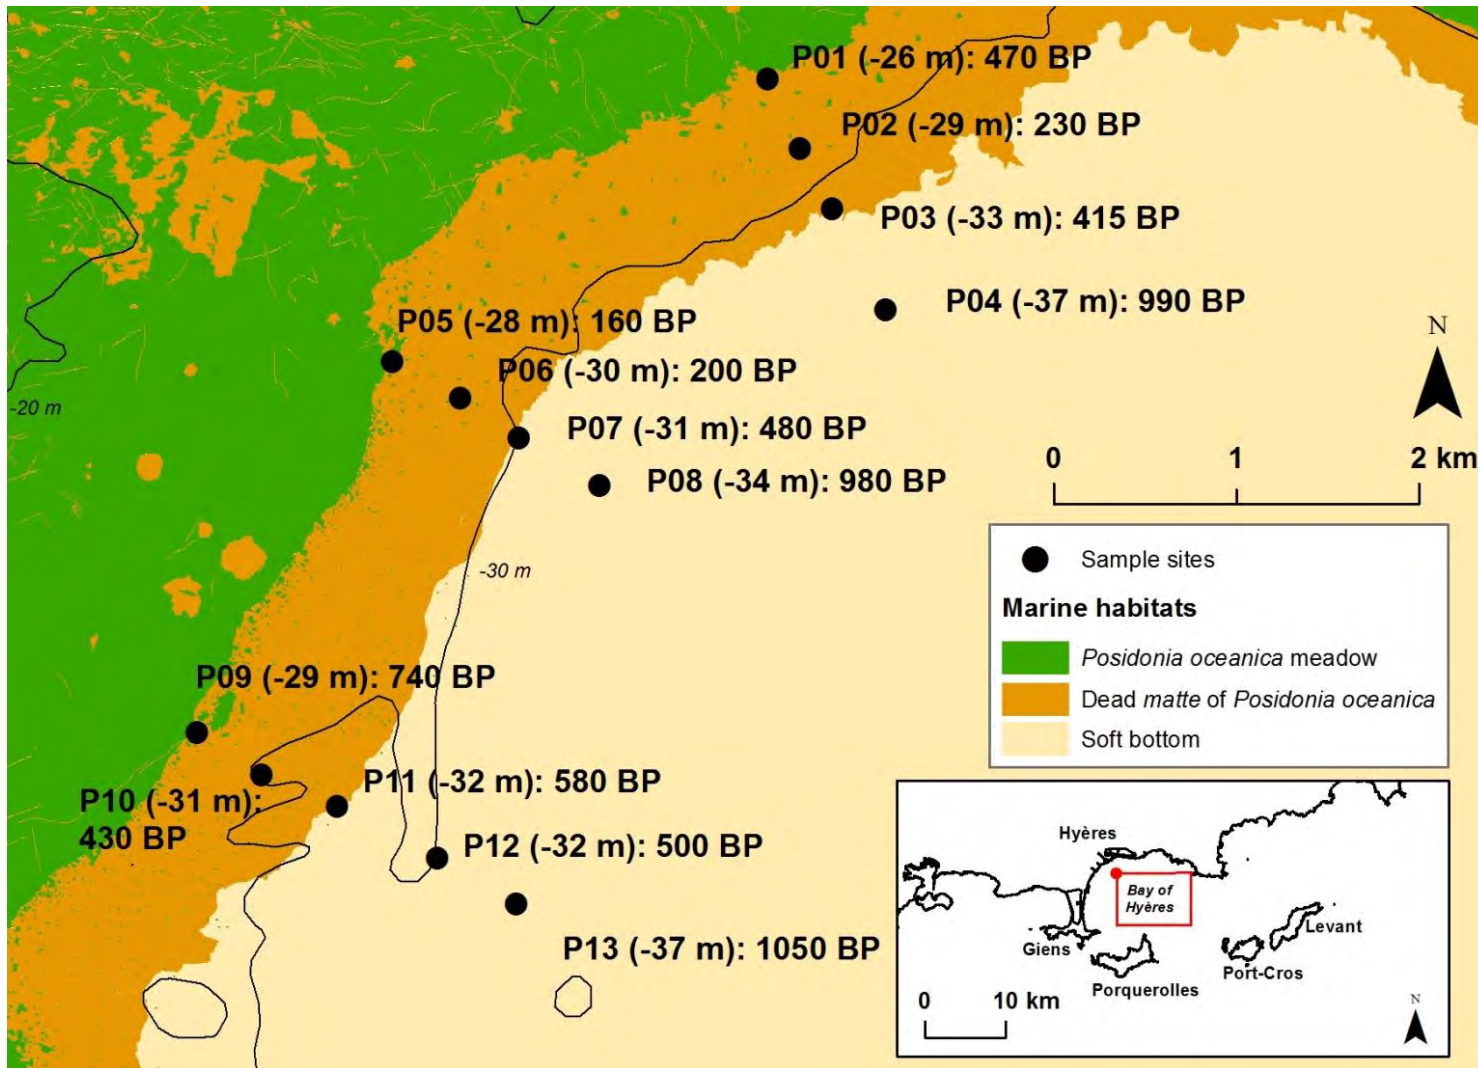 P01 (-26 m): 470 BP
P02 (-29 m): 230 BP
P03 (-33 m): 415 BP
P04 (-37 m): 990 BP
P05 (-28 m): 160 BP
P06 (-30 m): 200 BP
P07 (-31 m): 480 BP
P08 (-34 m): 980 BP
-20 m
-30 m
P09 (-29 m): 740 BP
P10 (-31 m):
430 BP
P11 (-32 m): 580 BP
P12 (-32 m): 500 BP
P13 (-37 m): 1050 BP
N
0 1 2 km
Sample sites
Marine habitats
Posidonia oceanica meadow
Dead matte of Posidonia oceanica
Soft bottom
Hyères
Bay of
Hyères
Giens
Levant
Port-Cros
Porquerolles
0 10 km
N